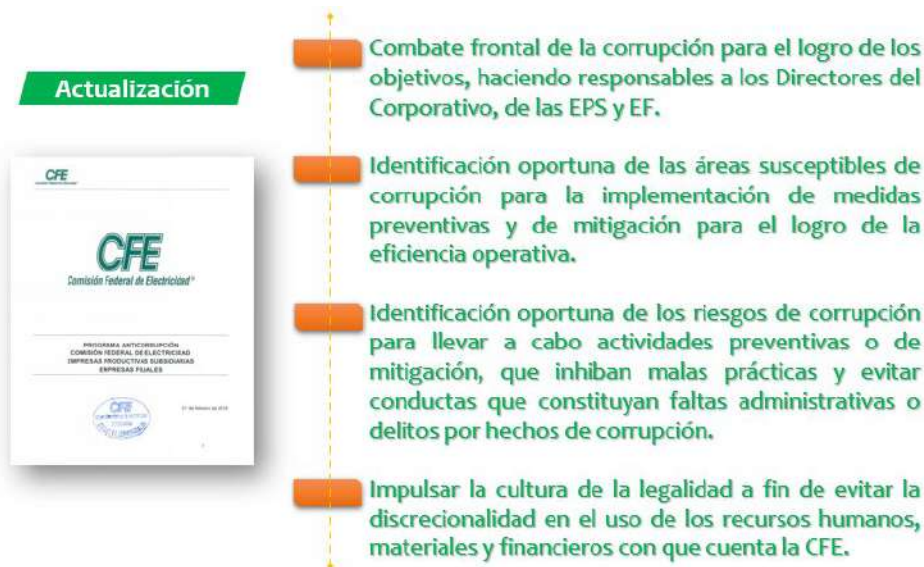 Actualización
CFE
CFE
Comisión Federal de Electricidad®
PROGRAMA ANTICORRUPCIÓN
COMISIÓN FEDERAL DE ELECTRICIDAD
EMPRESAS PRODUCTIVAS SUBSIDIARIAS
EMPRESAS FILIALES
CFE
Combate frontal de la corrupción para el logro de los
objetivos, haciendo responsables a los Directores del
Corporativo, de las EPS y EF.
Identificación oportuna de las áreas susceptibles de
corrupción para la implementación de medidas
preventivas y de mitigación para el logro de la
eficiencia operativa.
Identificación oportuna de los riesgos de corrupción
para llevar a cabo actividades preventivas o de
mitigación, que inhiban malas prácticas y evitar
conductas que constituyan faltas administrativas o
delitos por hechos de corrupción.
Impulsar la cultura de la legalidad a fin de evitar la
discrecionalidad en el uso de los recursos humanos,
materiales y financieros con que cuenta la CFE.